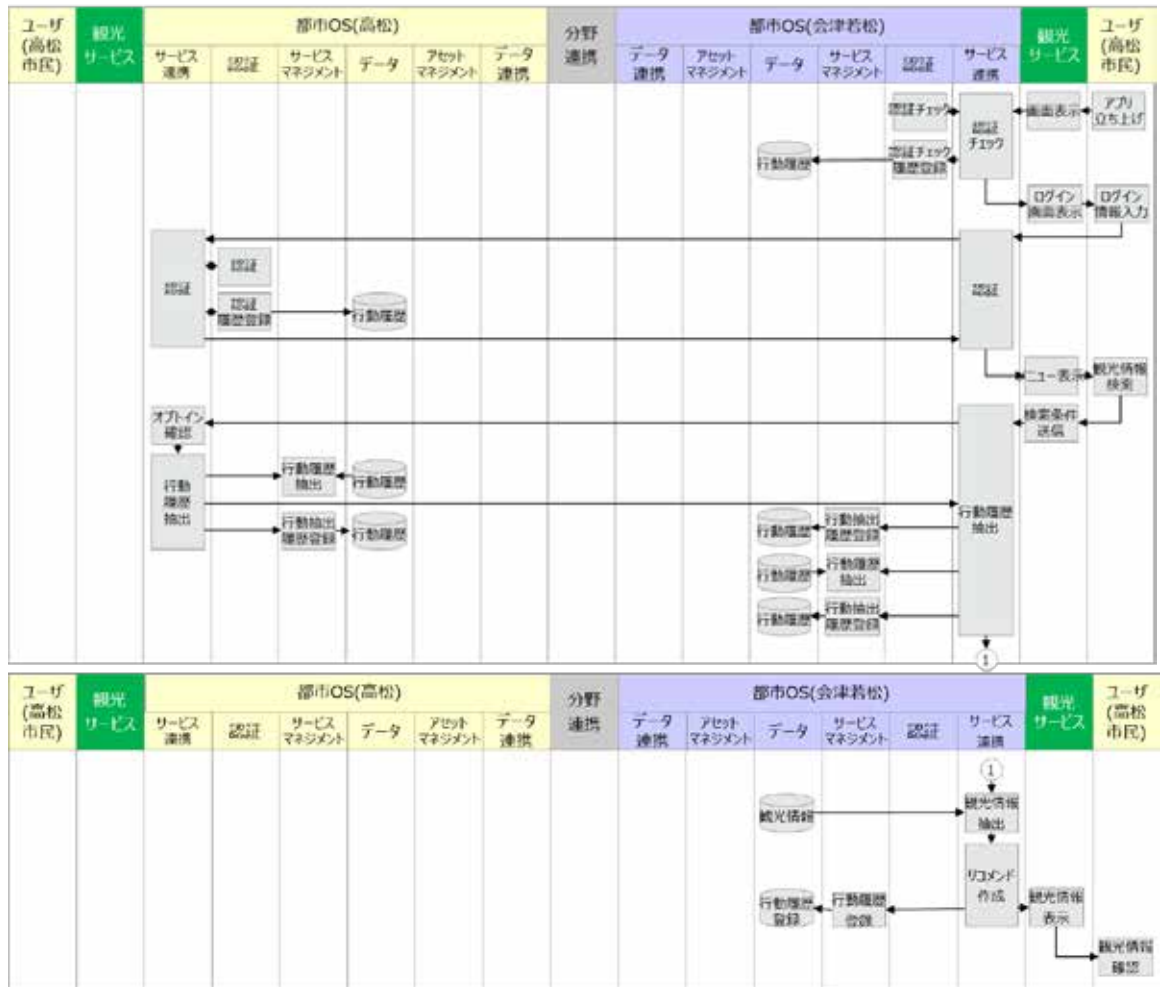 ユーザ
(高松
市民)
観光
サービス
都市OS(高松)
サービス
連携
認証
サービス
マネジメント
データ
アセット
マネジメント
データ
連携
分野
連携
都市OS(会津若松)
データ
連携
アセット
マネジメント
データ
サービス
マネジメント
認証
サービス
連携
観光
サービス
ユーザ
(高松
市民)
認証チェック
認証
チェック
画面表示
アプリ
立ち上げ
行動履歴
認証チェック
履歴登録
ログイン
画面表示
ログイン
情報入力
認証
認証
認証
履歴登録
行動履歴
認証
ニュー表示
観光情報
検索
オプトイン
確認
検索条件
送信
行動
履歴
抽出
行動履歴
抽出
行動履歴
行動抽出
履歴登録
行動履歴
行動履歴
行動抽出
履歴登録
行動履歴
抽出
行動履歴
行動履歴
抽出
行動履歴
行動抽出
履歴登録
1
ユーザ
(高松
市民)
観光
サービス
都市OS(高松)
サービス
連携
認証
サービス
マネジメント
データ
アセット
マネジメント
データ
連携
分野
連携
都市OS(会津若松)
データ
連携
アセット
マネジメント
データ
サービス
マネジメント
認証
サービス
連携
観光
サービス
ユーザ
(高松
市民)
1
観光情報
観光情報
抽出
リコメンド
作成
行動履歴
登録
行動履歴
登録
観光情報
表示
観光情報
確認